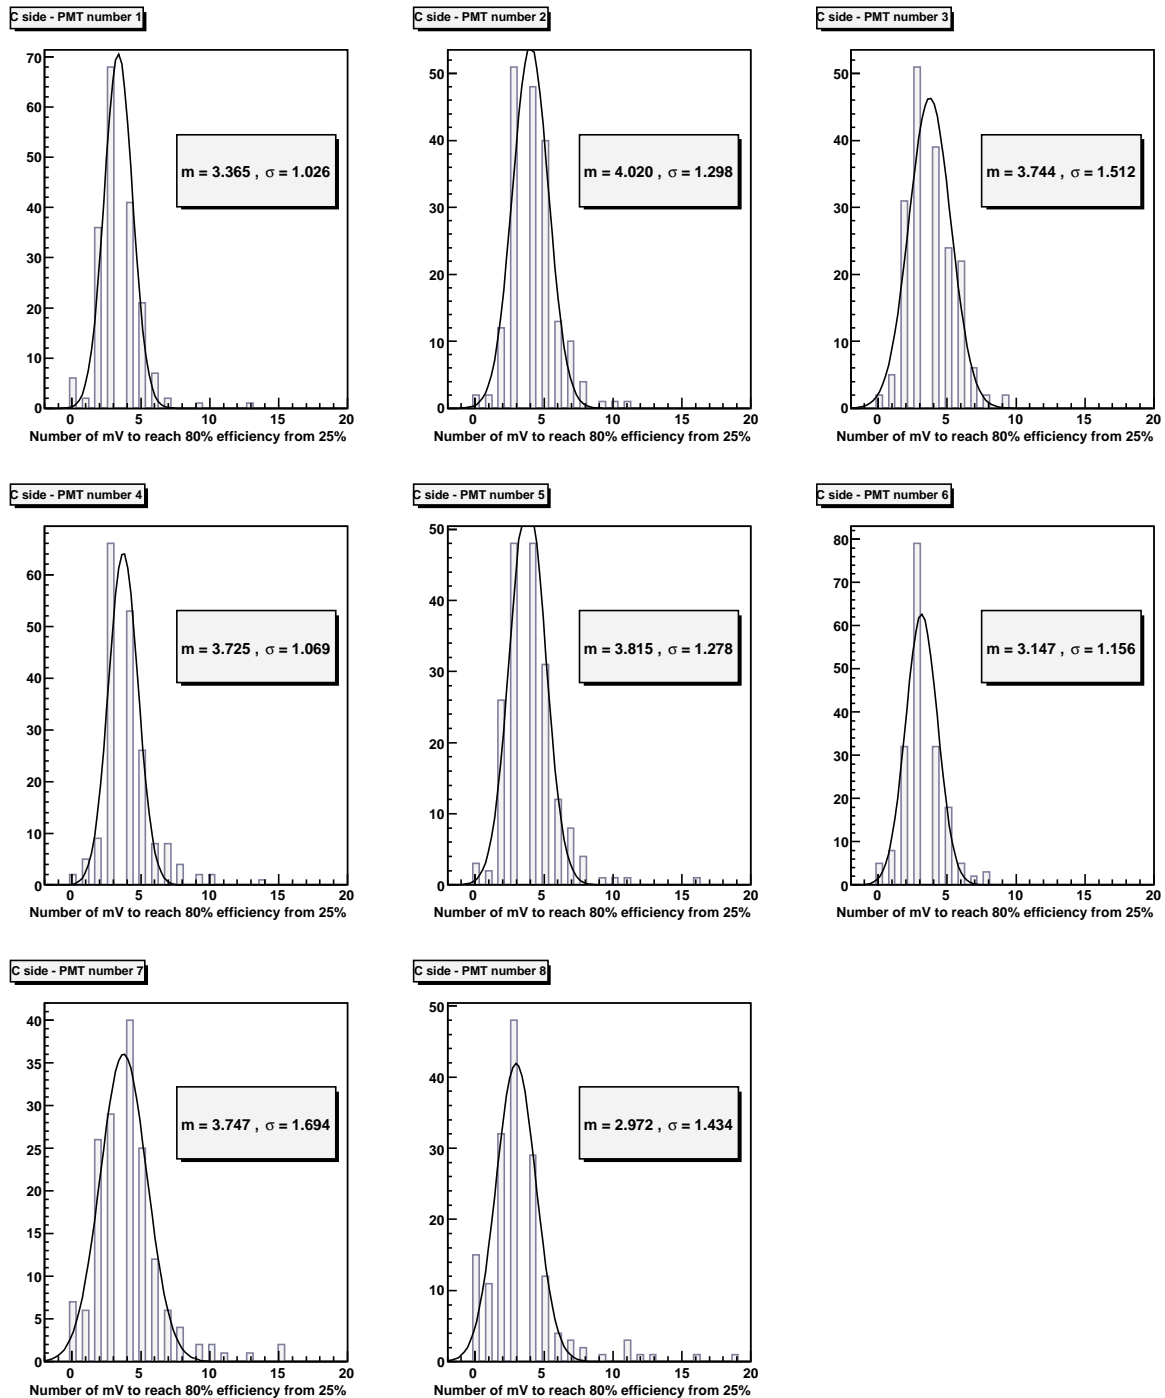 C side - PMT number 1
70
60
50
40
30
20
10
0
m = 3.365 , σ = 1.026
0 5 10 15 20
Number of mV to reach 80% efficiency from 25%
C side - PMT number 2
50
40
30
20
10
0
m = 4.020 , σ = 1.298
0 5 10 15 20
Number of mV to reach 80% efficiency from 25%
C side - PMT number 3
50
40
30
20
10
0
m = 3.744 , σ = 1.512
0 5 10 15 20
Number of mV to reach 80% efficiency from 25%
C side - PMT number 4
60
50
40
30
20
10
0
m = 3.725 , σ = 1.069
0 5 10 15 20
Number of mV to reach 80% efficiency from 25%
C side - PMT number 5
50
40
30
20
10
0
m = 3.815 , σ = 1.278
0 5 10 15 20
Number of mV to reach 80% efficiency from 25%
C side - PMT number 6
80
70
60
50
40
30
20
10
0
m = 3.147 , σ = 1.156
0 5 10 15 20
Number of mV to reach 80% efficiency from 25%
C side - PMT number 7
40
35
30
25
20
15
10
5
0
m = 3.747 , σ = 1.694
0 5 10 15 20
Number of mV to reach 80% efficiency from 25%
C side - PMT number 8
50
40
30
20
10
0
m = 2.972 , σ = 1.434
0 5 10 15 20
Number of mV to reach 80% efficiency from 25%